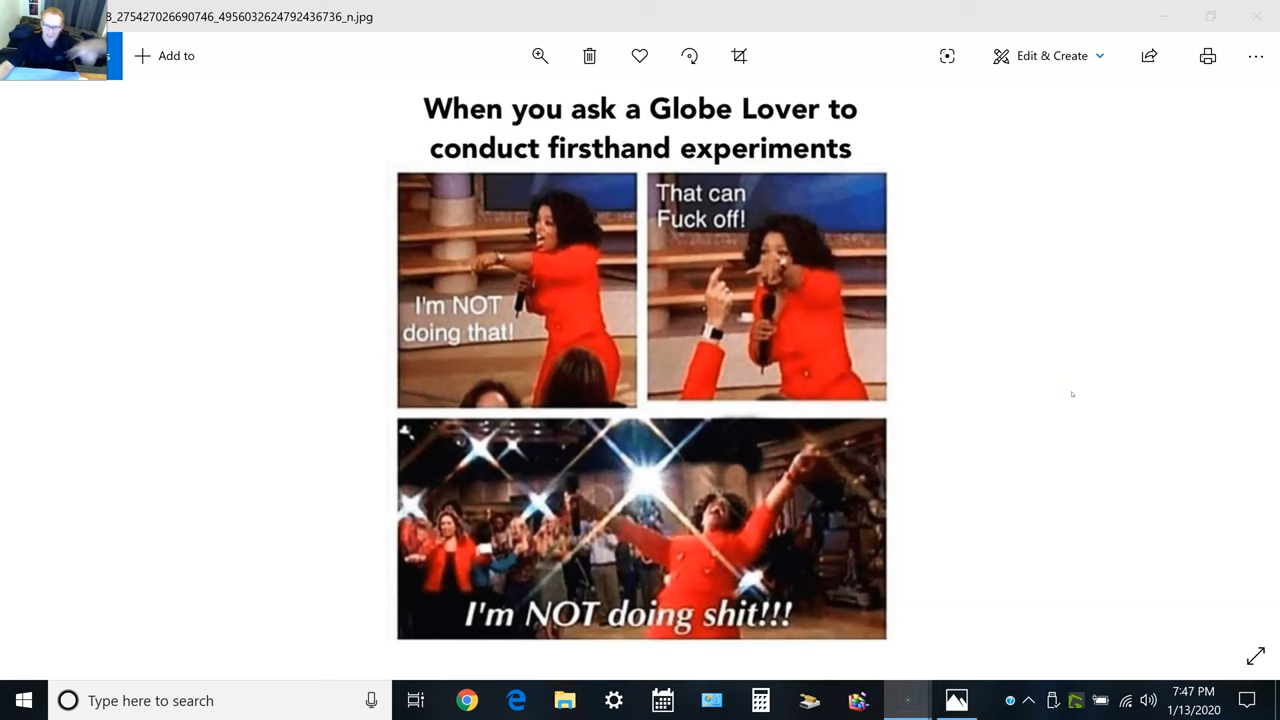 8_275427026690746_4956032624792436736_n.jpg
Add to
Edit & Create
When you ask a Globe Lover to
conduct firsthand experiments
I'm NOT
doing that!
That can
Fuck off!
I'm NOT doing shit!!!
Type here to search
7:47 PM
1/13/2020